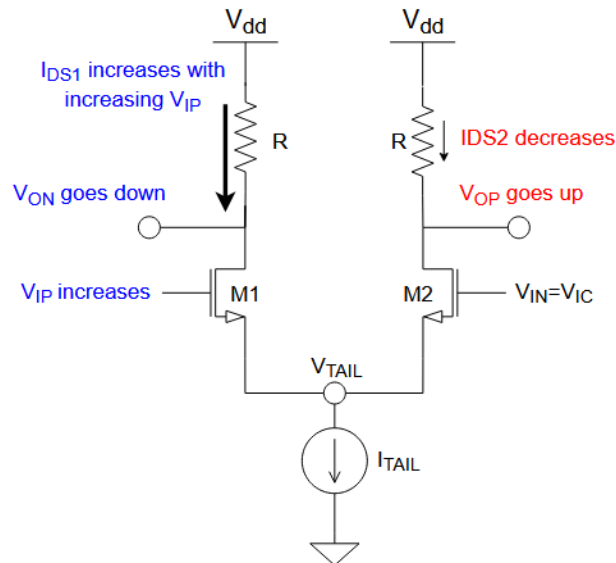 Vdd
Vdd
IDS1 increases with
increasing VIP
R
R
IDS2 decreases
VON goes down
VOP goes up
VIP increases
M1
M2
VIN=VIC
VTAIL
ITAIL